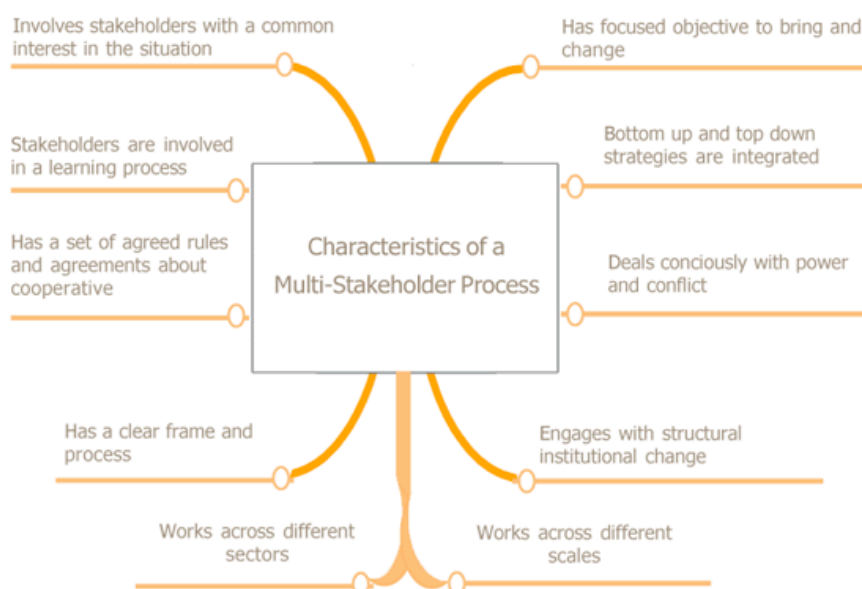 Involves stakeholders with a common
interest in the situation
Has focused objective to bring and
change
Stakeholders are involved
in a learning process
Bottom up and top down
strategies are integrated
Has a set of agreed rules
and agreements about
cooperative
Characteristics of a
Multi-Stakeholder Process
Deals conciously with power
and conflict
Has a clear frame and
process
Engages with structural
institutional change
Works across different
sectors
Works across different
scales